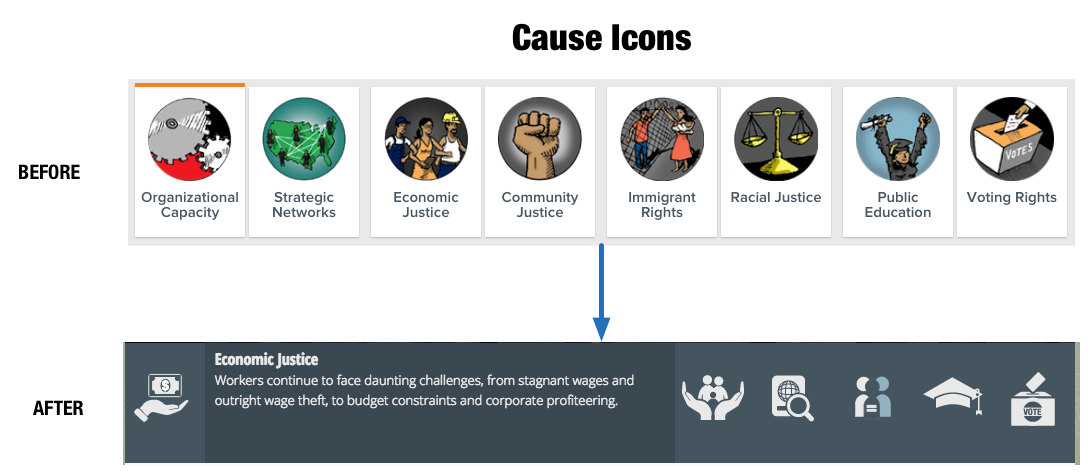 Cause Icons
BEFORE
Organizational
Capacity
Strategic
Networks
Economic
Justice
Community
Justice
Immigrant
Rights
Racial Justice
Public
Education
VOTES
Voting Rights
AFTER
$
Economic Justice
Workers continue to face daunting challenges, from stagnant wages and
outright wage theft, to budget constraints and corporate profiteering.
=
VOTE